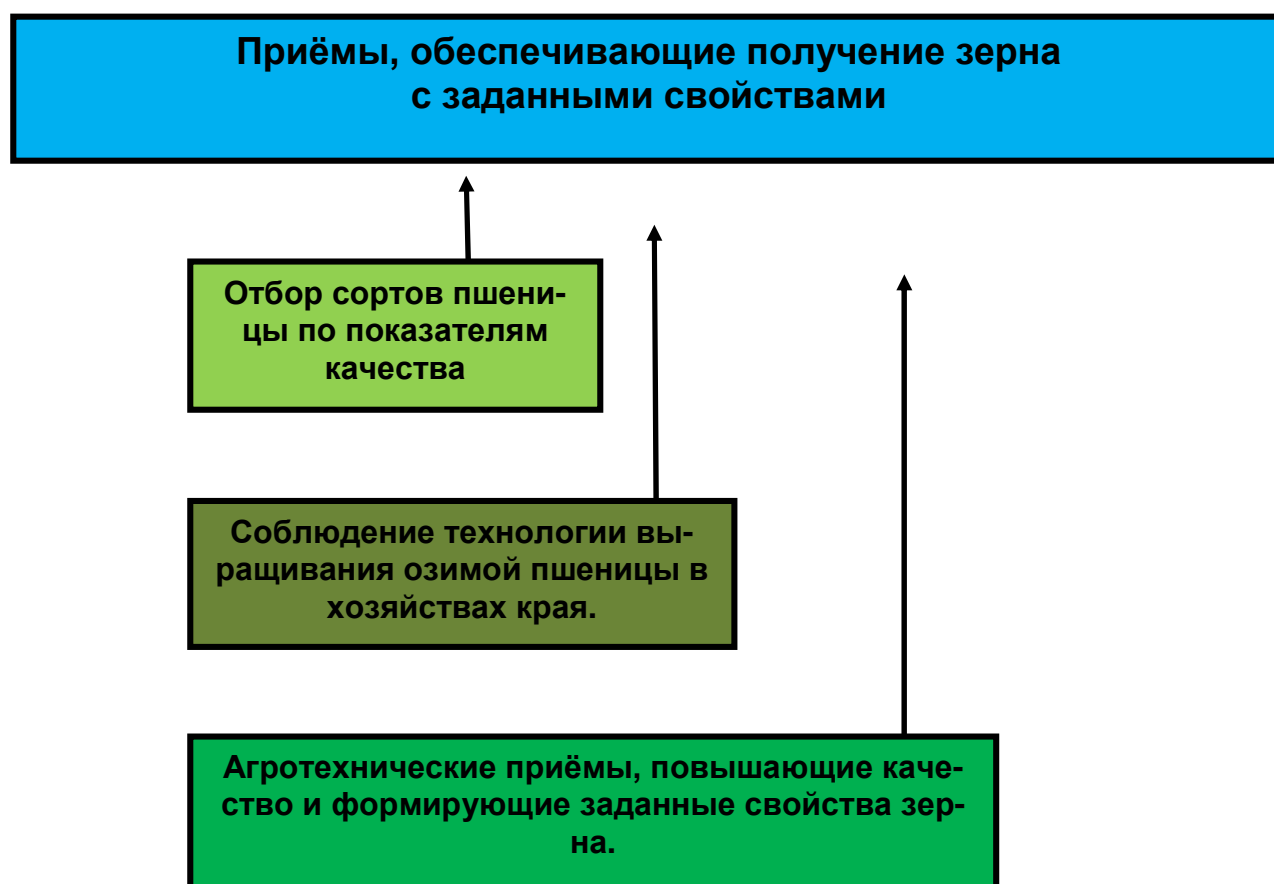 Приёмы, обеспечивающие получение зерна
с заданными свойствами
Отбор сортов пшени-
цы по показателям
качества
Соблюдение технологии вы-
ращивания озимой пшеницы в
хозяйствах края.
Агротехнические приёмы, повышающие каче-
ство и формирующие заданные свойства зер-
на.